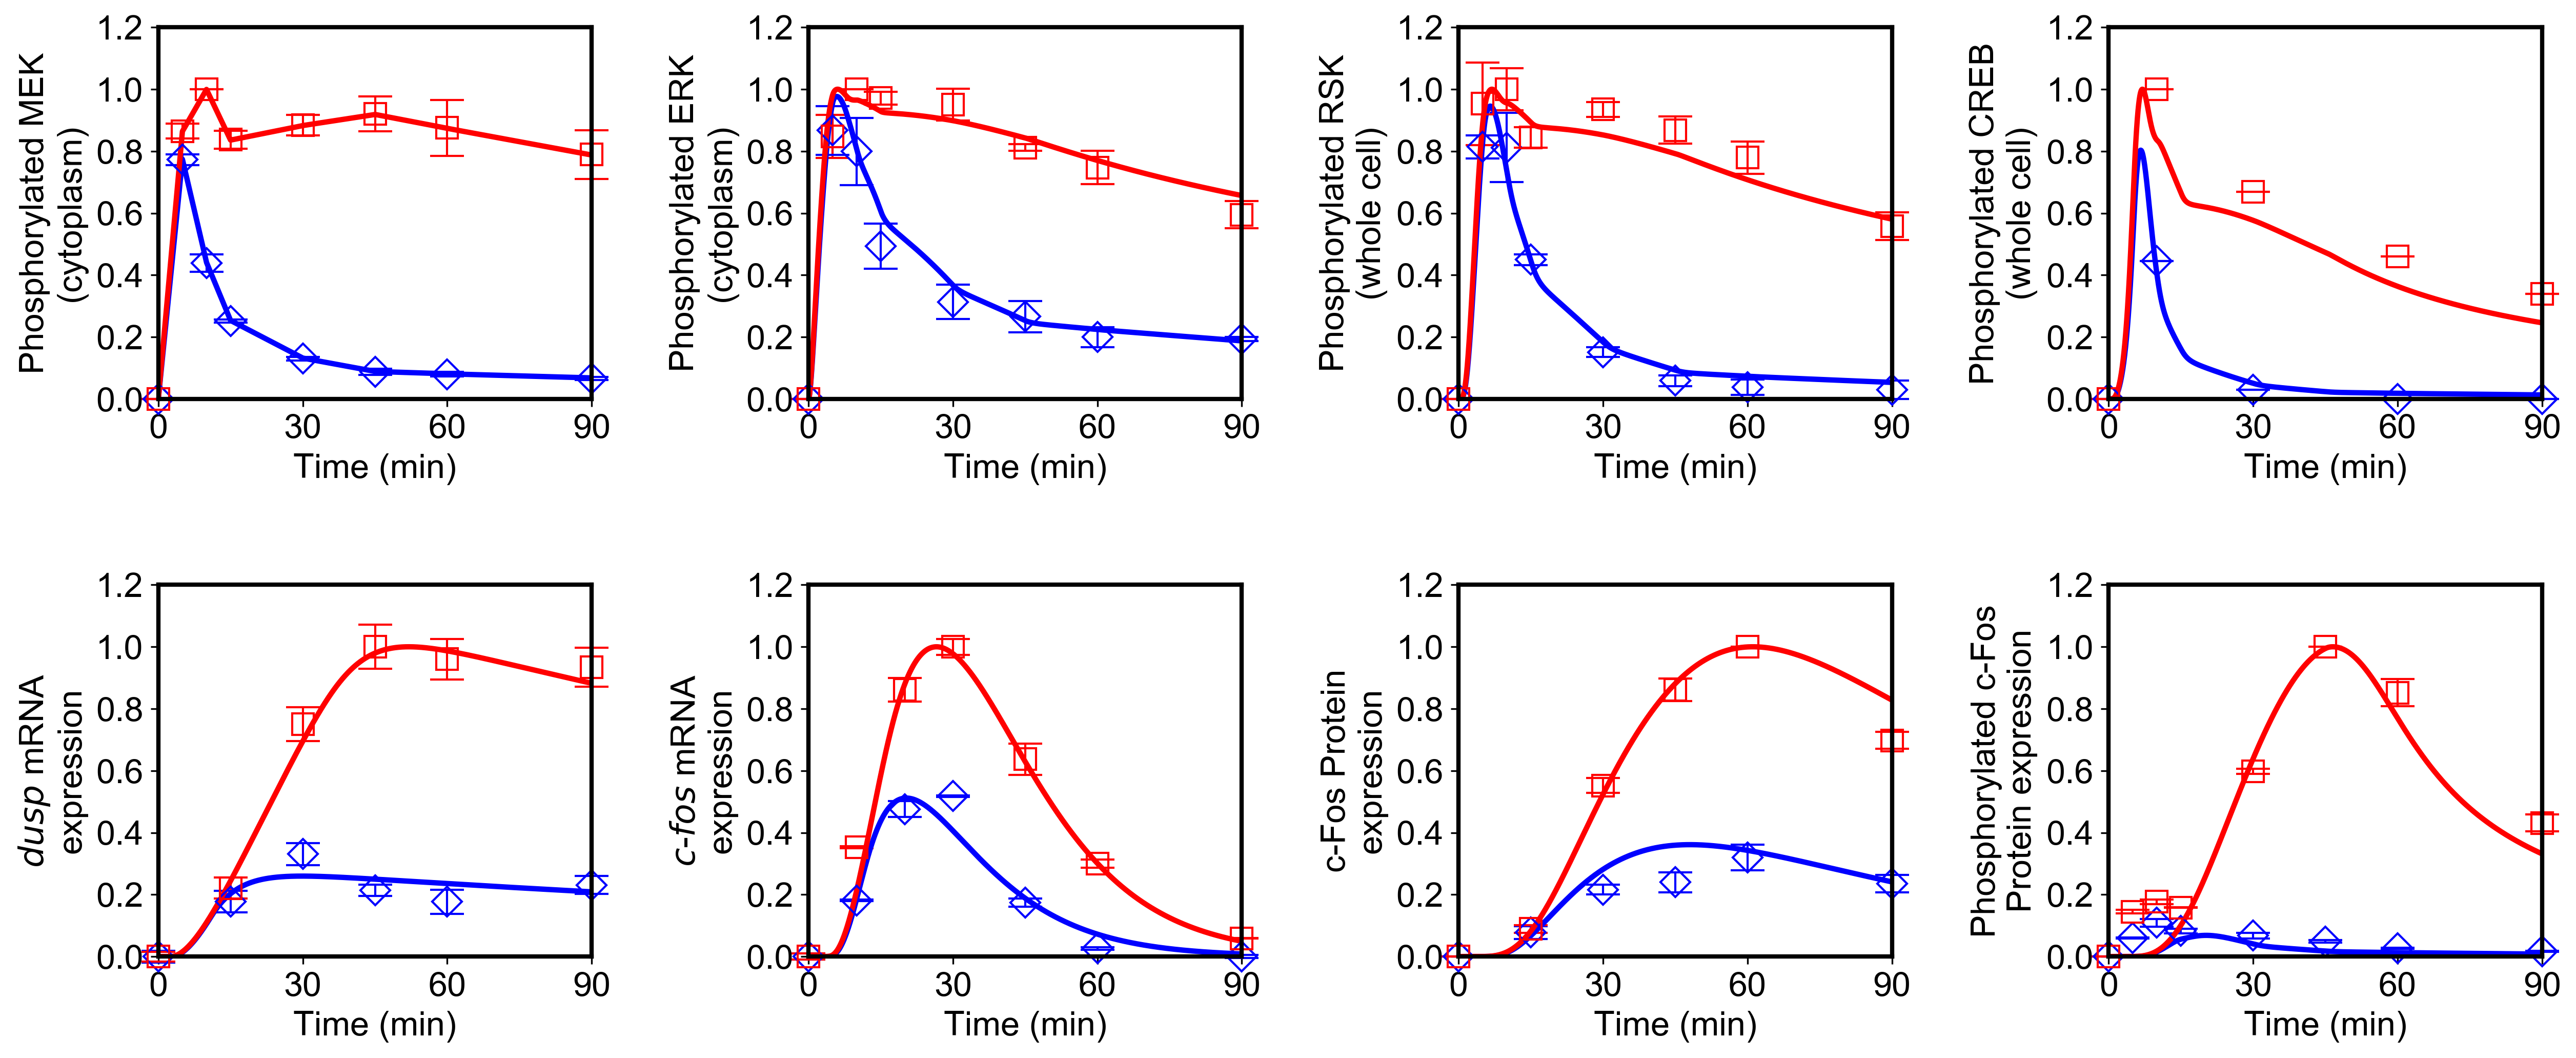 Phosphorylated MEK
(cytoplasm)
1.2
1.0
0.8
0.6
0.4
0.2
0.0
0 30 60 90
Time (min)
Phosphorylated ERK
(cytoplasm)
1.2
1.0
0.8
0.6
0.4
0.2
0.0
0 30 60 90
Time (min)
Phosphorylated RSK
(whole cell)
1.2
1.0
0.8
0.6
0.4
0.2
0.0
0 30 60 90
Time (min)
Phosphorylated CREB
(whole cell)
1.2
1.0
0.8
0.6
0.4
0.2
0.0
0 30 60 90
Time (min)
dusp mRNA
expression
1.2
1.0
0.8
0.6
0.4
0.2
0.0
0 30 60 90
Time (min)
c-fos mRNA
expression
1.2
1.0
0.8
0.6
0.4
0.2
0.0
0 30 60 90
Time (min)
c-Fos Protein
expression
1.2
1.0
0.8
0.6
0.4
0.2
0.0
0 30 60 90
Time (min)
Phosphorylated c-Fos
Protein expression
1.2
1.0
0.8
0.6
0.4
0.2
0.0
0 30 60 90
Time (min)